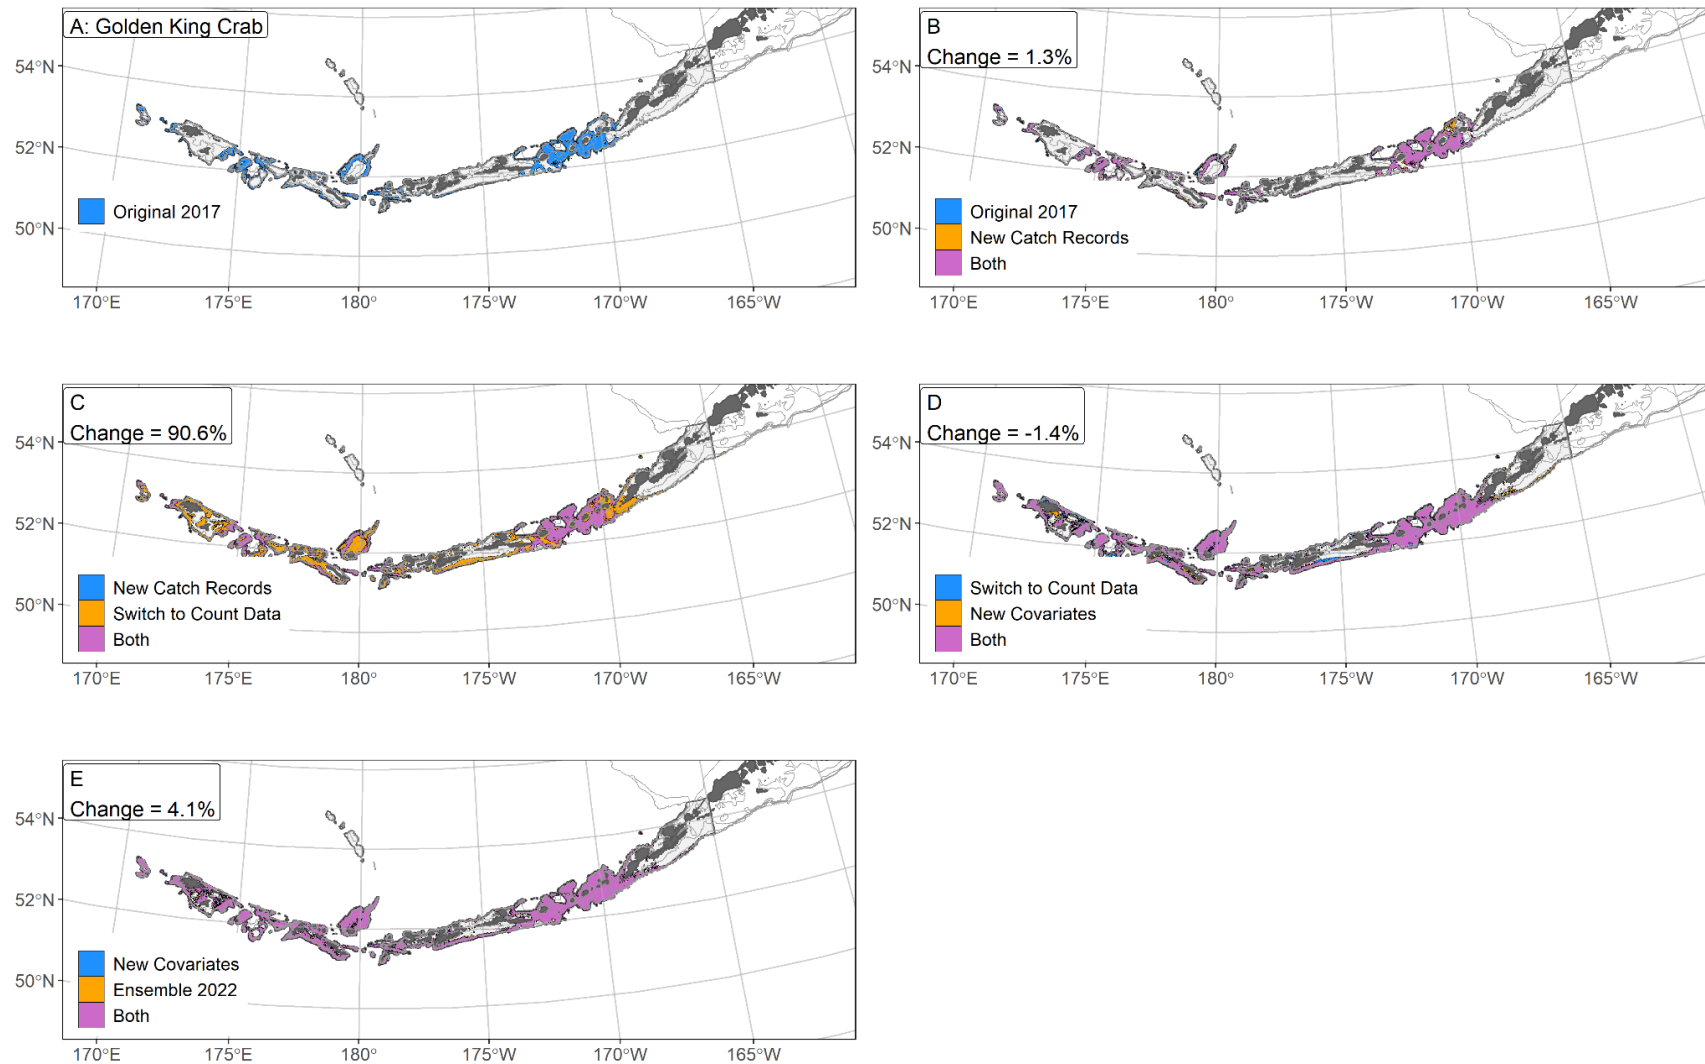 A: Golden King Crab
54°N
52°N
50°N
Original 2017
170°E
175°E
180°
175°W
170°W
165°W
B
Change = 1.3%
54°N
52°N
50°N
Original 2017
New Catch Records
Both
170°E
175°E
180°
175°W
170°W
165°W
C
Change = 90.6%
54°N
52°N
50°N
New Catch Records
Switch to Count Data
Both
170°E
175°E
180°
175°W
170°W
165°W
D
Change = -1.4%
54°N
52°N
50°N
Switch to Count Data
New Covariates
Both
170°E
175°E
180°
175°W
170°W
165°W
E
Change = 4.1%
54°N
52°N
50°N
New Covariates
Ensemble 2022
Both
170°E
175°E
180°
175°W
170°W
165°W